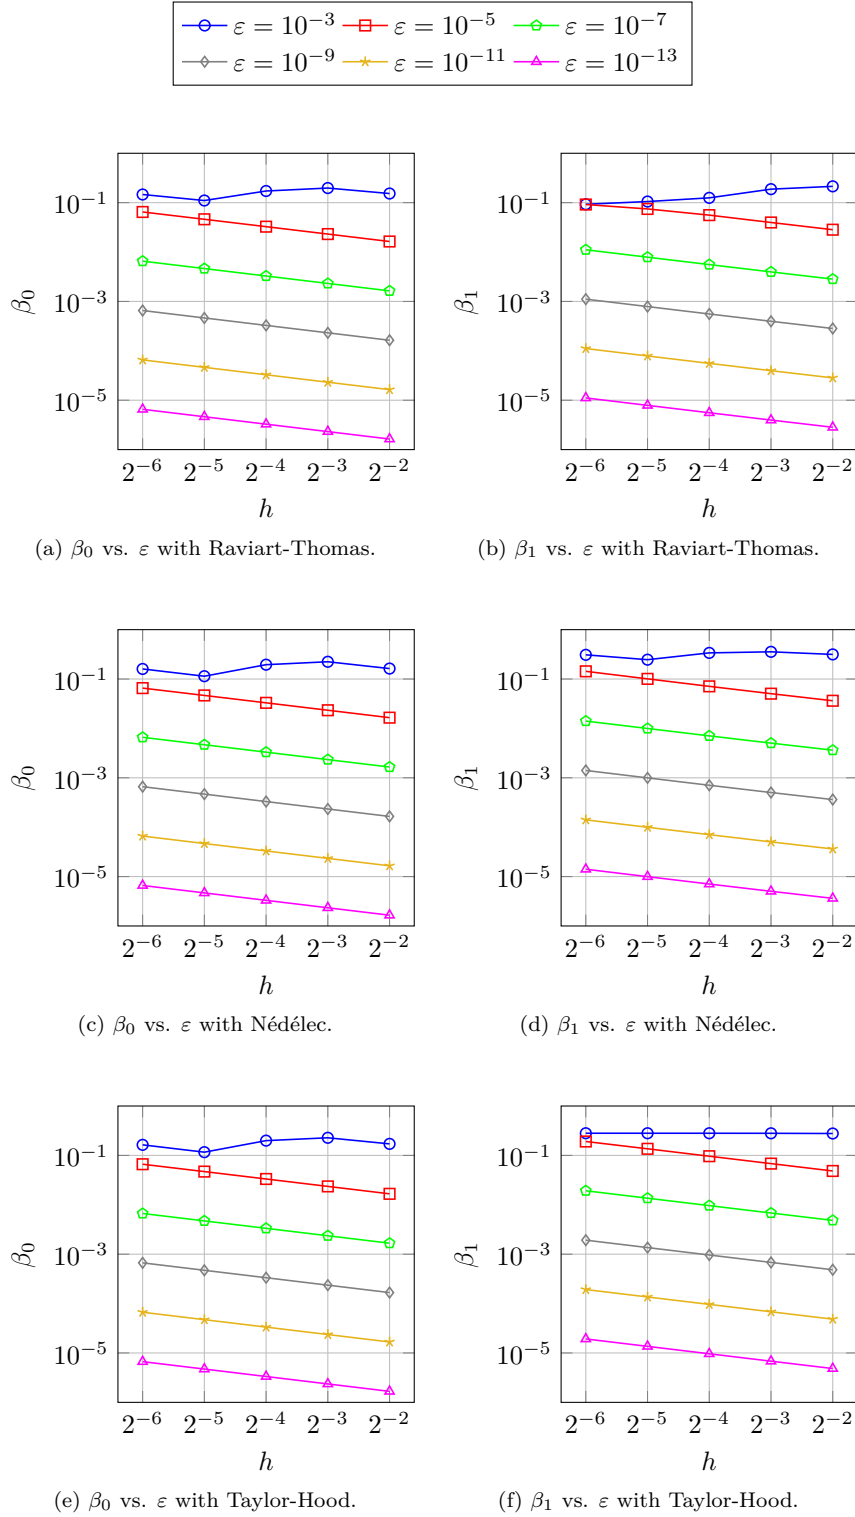 ε = 10⁻³ ε = 10⁻⁵ ε = 10⁻⁷
ε = 10⁻⁹ ε = 10⁻¹¹ ε = 10⁻¹³
10⁻¹
10⁻³
10⁻⁵
β₀
2⁻⁶ 2⁻⁵ 2⁻⁴ 2⁻³ 2⁻²
h
(a) β₀ vs. ε with Raviart-Thomas.
10⁻¹
10⁻³
10⁻⁵
β₁
2⁻⁶ 2⁻⁵ 2⁻⁴ 2⁻³ 2⁻²
h
(b) β₁ vs. ε with Raviart-Thomas.
10⁻¹
10⁻³
10⁻⁵
β₀
2⁻⁶ 2⁻⁵ 2⁻⁴ 2⁻³ 2⁻²
h
(c) β₀ vs. ε with Nédélec.
10⁻¹
10⁻³
10⁻⁵
β₁
2⁻⁶ 2⁻⁵ 2⁻⁴ 2⁻³ 2⁻²
h
(d) β₁ vs. ε with Nédélec.
10⁻¹
10⁻³
10⁻⁵
β₀
2⁻⁶ 2⁻⁵ 2⁻⁴ 2⁻³ 2⁻²
h
(e) β₀ vs. ε with Taylor-Hood.
10⁻¹
10⁻³
10⁻⁵
β₁
2⁻⁶ 2⁻⁵ 2⁻⁴ 2⁻³ 2⁻²
h
(f) β₁ vs. ε with Taylor-Hood.